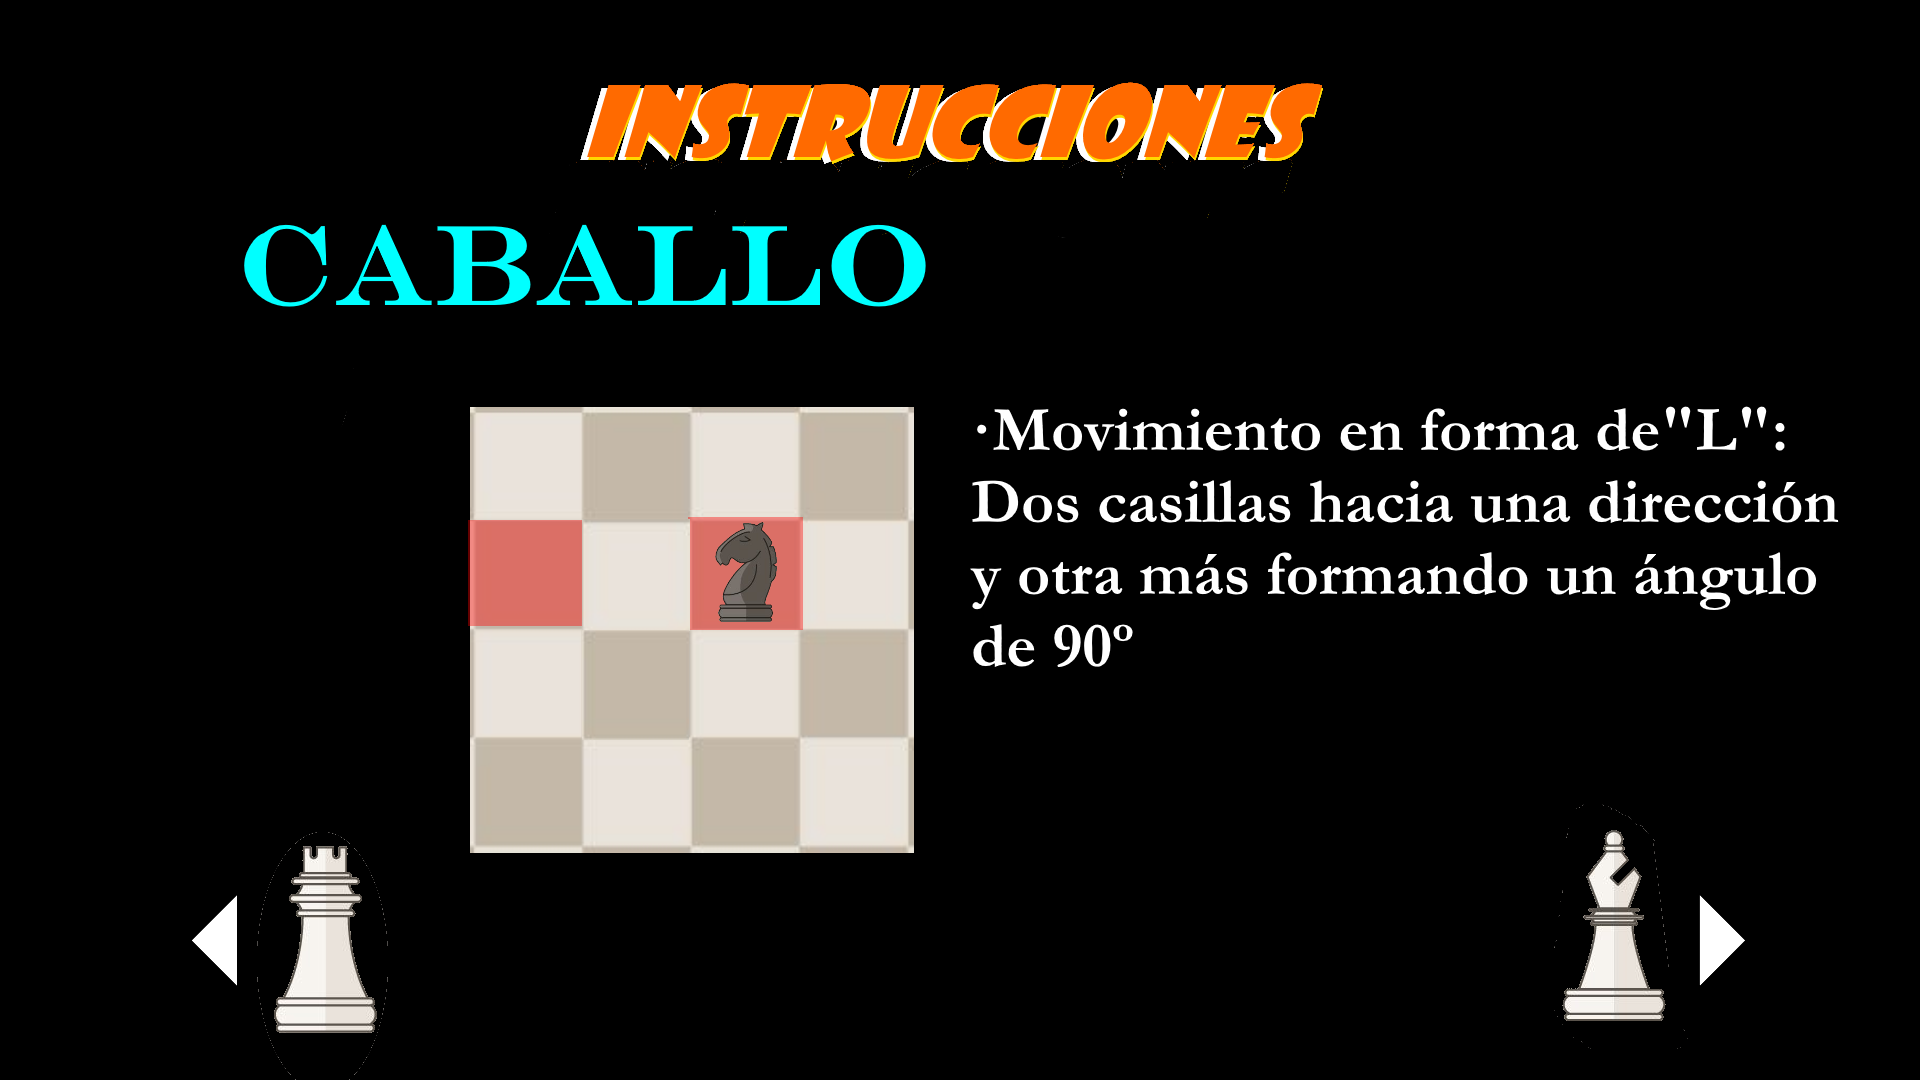 INSTRUCCIONES
CABALLO
·Movimiento en forma de"L":
Dos casillas hacia una dirección
y otra más formando un ángulo
de 90º